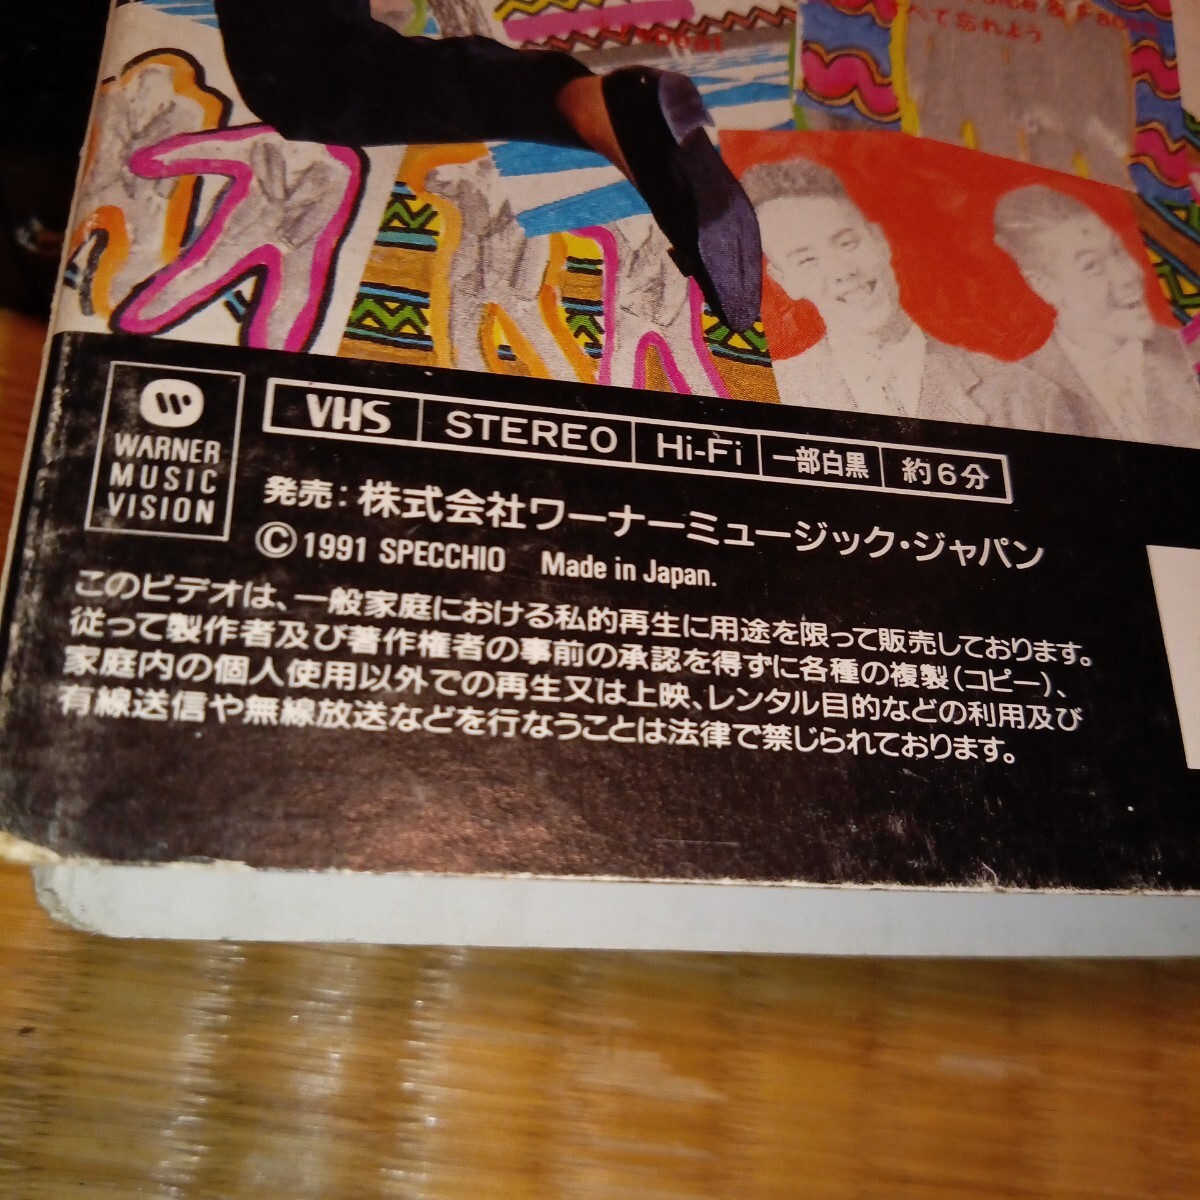 て忘れよう
WARNER
MUSIC
VISION
VHS STEREO Hi-Fi 一部白黒 約6分
発売：株式会社ワーナーミュージック・ジャパン
©1991 SPECCHIO Made in Japan.
このビデオは、一般家庭における私的再生に用途を限って販売しております。
従って製作者及び著作権者の事前の承認を得ずに各種の複製(コピー)、
家庭内の個人使用以外での再生又は上映、レンタル目的などの利用及び
有線送信や無線放送などを行なうことは法律で禁じられております。